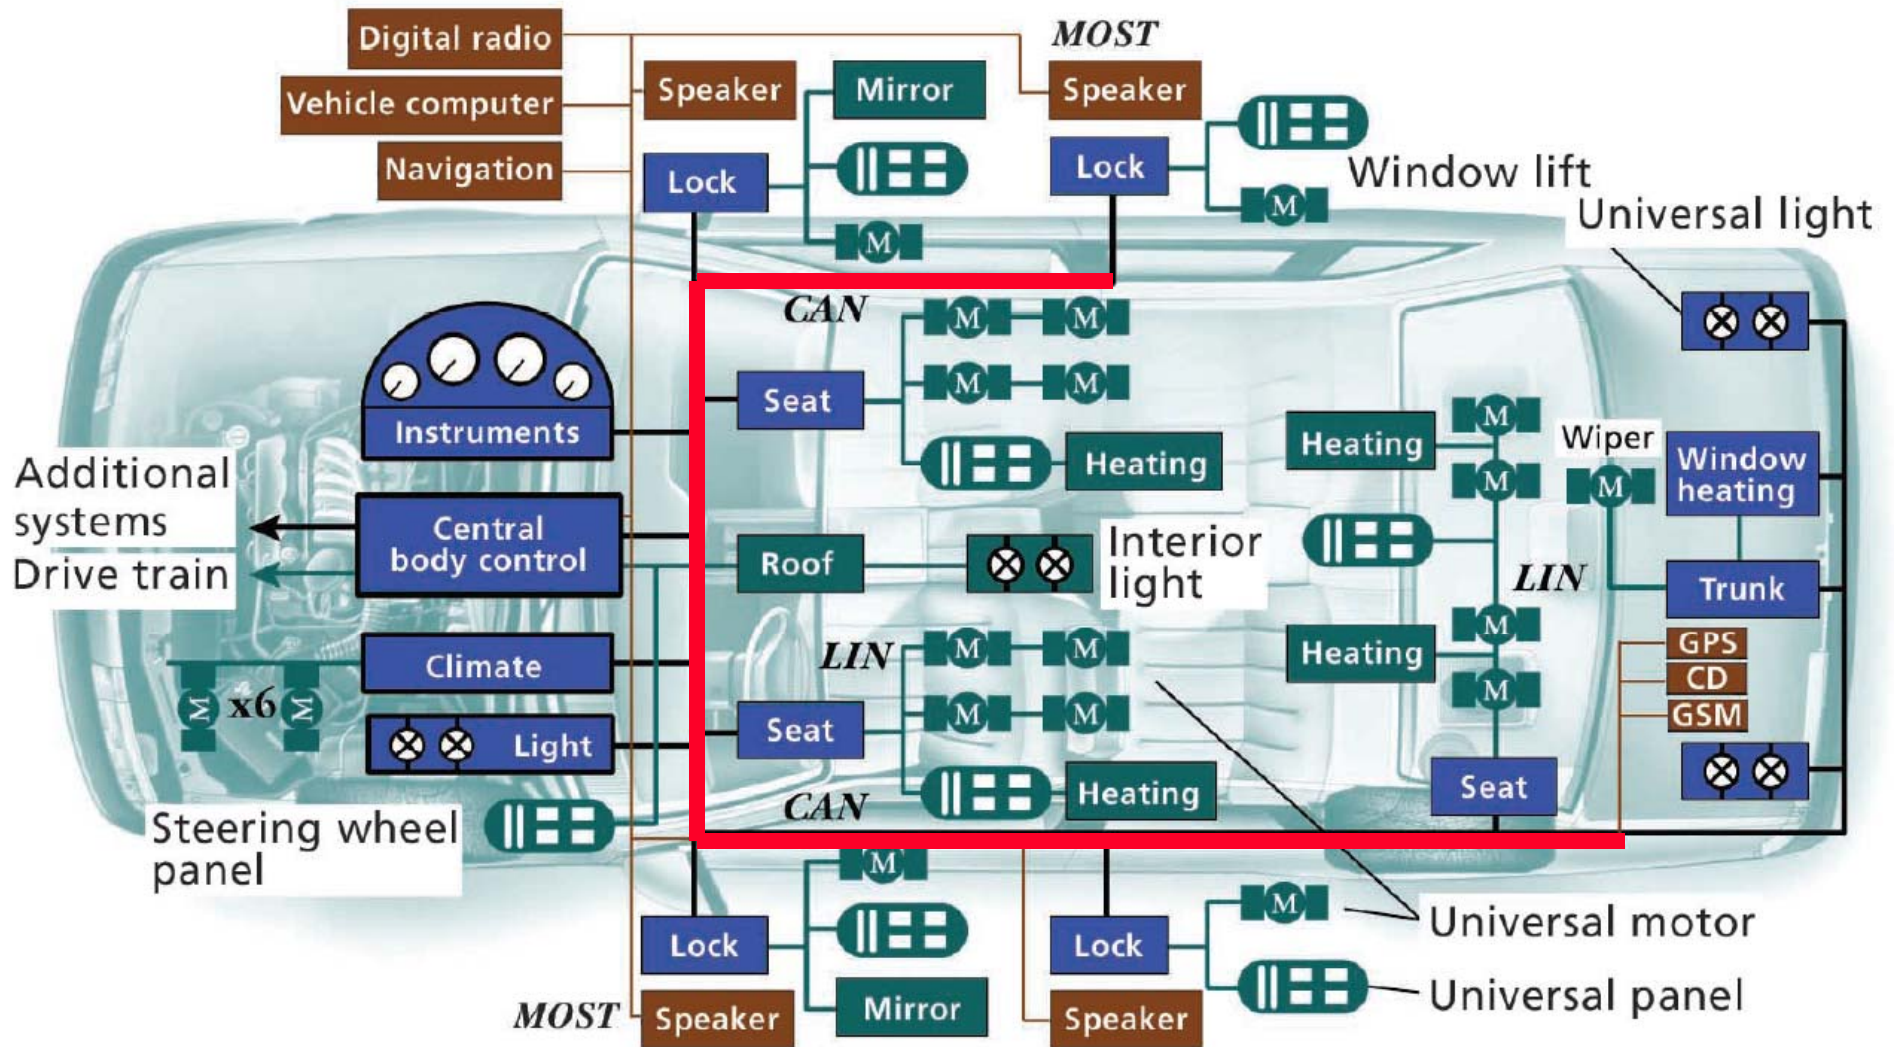 Digital radio
MOST
Vehicle computer
Speaker
Mirror
Speaker
Navigation
Lock
Lock
Window lift
M
M
Universal light
CAN
M
M
M
M
Seat
Instruments
Heating
M
Heating
M
Wiper
M
Window
heating
Additional
systems
Drive train
Central
body control
Roof
Interior
light
LIN
Trunk
Climate
LIN
M
M
M
Heating
M
GPS
CD
GSM
M
x6
M
Light
Seat
M
M
CAN
Heating
Seat
Steering wheel
panel
M
M
Universal motor
Lock
Lock
Universal panel
MOST
Speaker
Mirror
Speaker